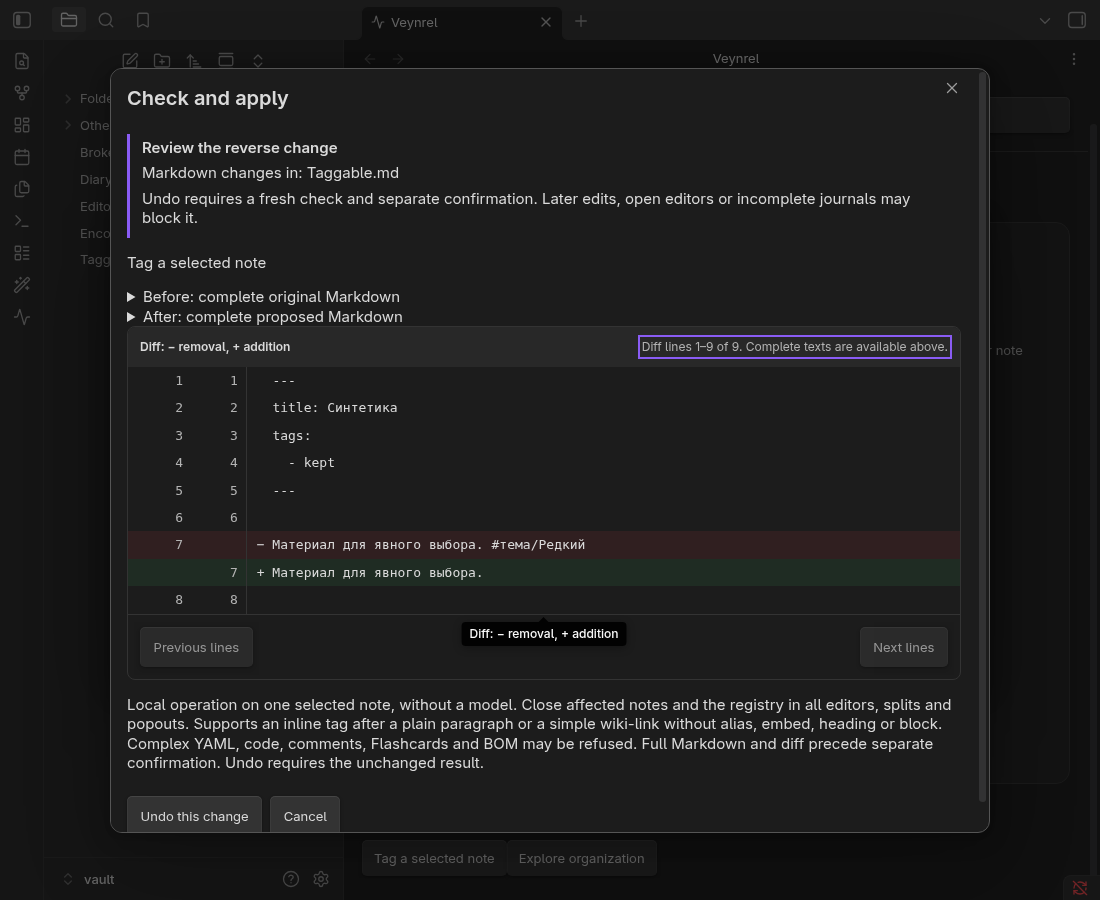 Veynrel
Veynrel
Folde
Othe
Broke
Diary
Edito
Enco
Tagg
Check and apply
Review the reverse change
Markdown changes in: Taggable.md
Undo requires a fresh check and separate confirmation. Later edits, open editors or incomplete journals may
block it.
Tag a selected note
Before: complete original Markdown
After: complete proposed Markdown
Diff: − removal, + addition
Diff lines 1–9 of 9. Complete texts are available above.
1 1 ---
2 2 title: Синтетика
3 3 tags:
4 4 - kept
5 5 ---
6 6
7 − Материал для явного выбора. #тема/Редкий
7 + Материал для явного выбора.
8 8
Diff: − removal, + addition
Previous lines
Next lines
note
Local operation on one selected note, without a model. Close affected notes and the registry in all editors, splits and
popouts. Supports an inline tag after a plain paragraph or a simple wiki-link without alias, embed, heading or block.
Complex YAML, code, comments, Flashcards and BOM may be refused. Full Markdown and diff precede separate
confirmation. Undo requires the unchanged result.
Undo this change
Cancel
Tag a selected note
Explore organization
vault